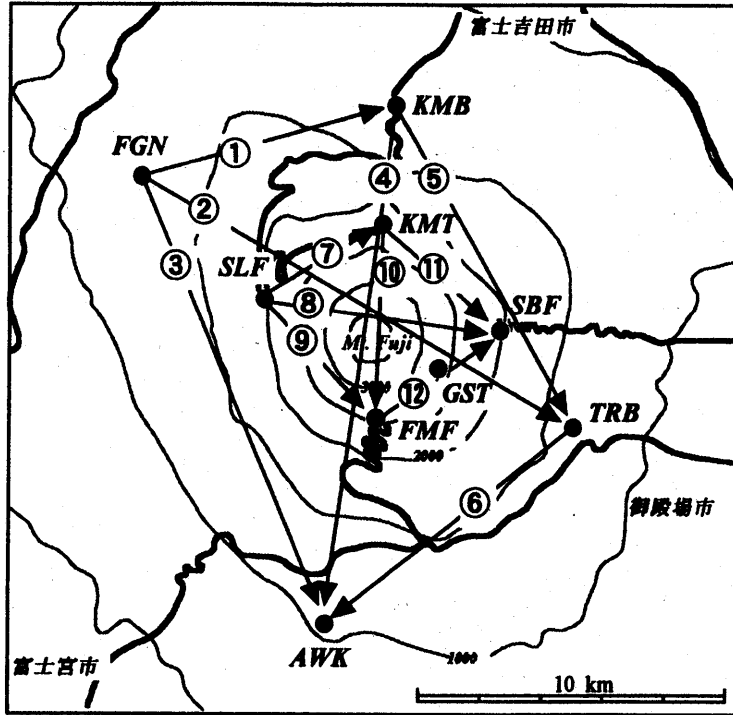 富士吉田市
KMB
FGN
①
②
③
④
⑤
KMT
SLF
⑦
⑩
⑪
⑧
SBF
⑨
Mt. Fuji
3000
⑫
GST
TRB
FMF
2000
⑥
御殿場市
AWK
1000
富士宮市
10 km